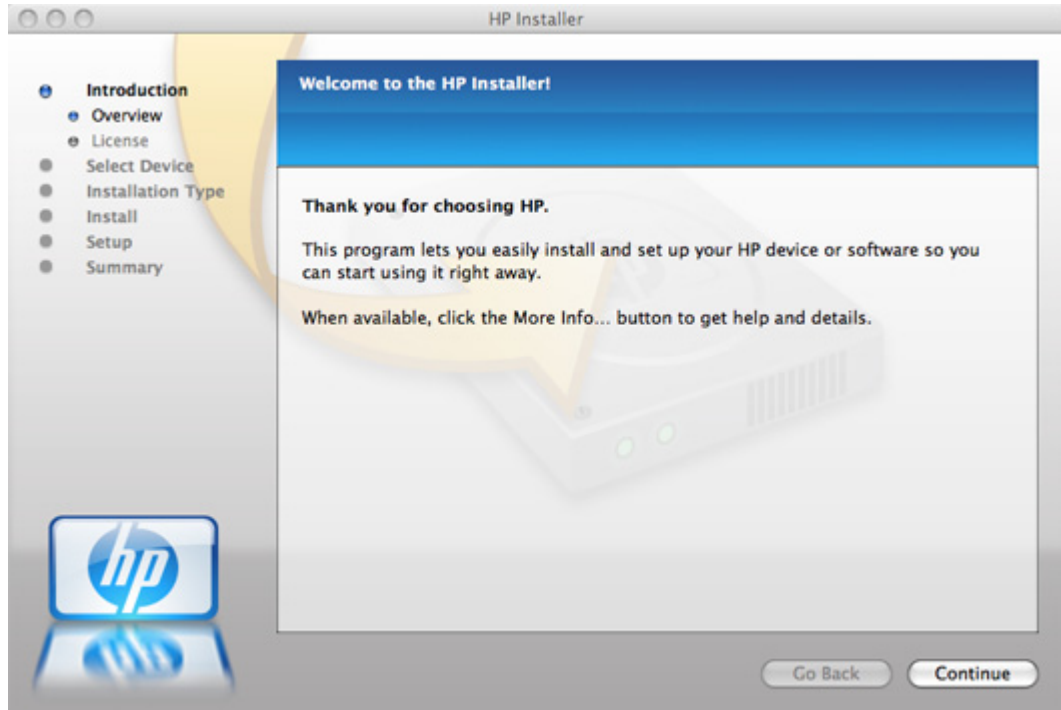 HP Installer
Introduction
Overview
License
Select Device
Installation Type
Install
Setup
Summary
Welcome to the HP Installer!
Thank you for choosing HP.
This program lets you easily install and set up your HP device or software so you
can start using it right away.
When available, click the More Info... button to get help and details.
hp
Go Back
Continue